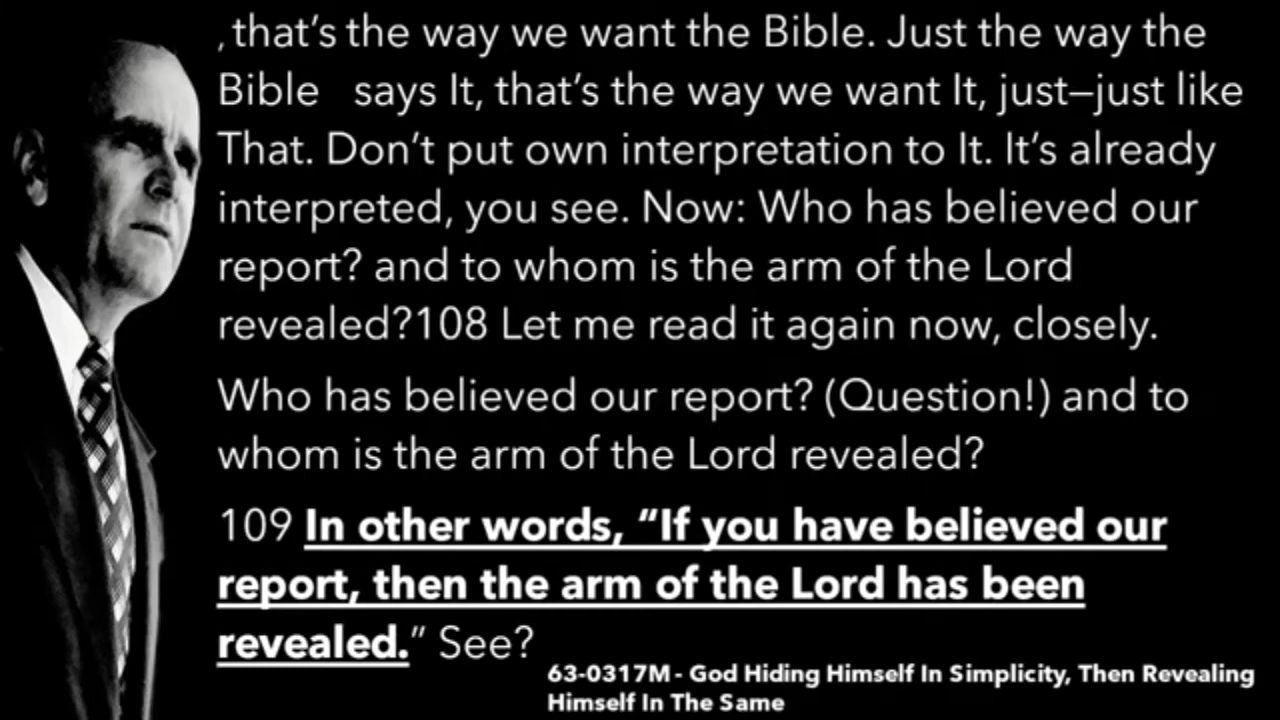 , that’s the way we want the Bible. Just the way the
Bible says It, that’s the way we want It, just–just like
That. Don’t put own interpretation to It. It’s already
interpreted, you see. Now: Who has believed our
report? and to whom is the arm of the Lord
revealed?108 Let me read it again now, closely.
Who has believed our report? (Question!) and to
whom is the arm of the Lord revealed?
109 In other words, “If you have believed our
report, then the arm of the Lord has been
revealed.” See?
63-0317M - God Hiding Himself In Simplicity, Then Revealing
Himself In The Same